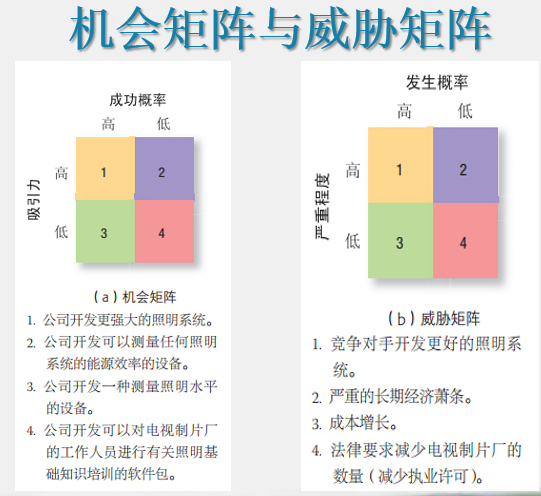 机会矩阵与威胁矩阵
成功概率
高 低
吸引力
高 1 2
低 3 4
(a)机会矩阵
1. 公司开发更强大的照明系统。
2. 公司开发可以测量任何照明
系统的能源效率的设备。
3. 公司开发一种测量照明水平
的设备。
4. 公司开发可以对电视制片厂
的工作人员进行有关照明基
础知识培训的软件包。
发生概率
高 低
严重程度
高 1 2
低 3 4
(b)威胁矩阵
1. 竞争对手开发更好的照明系
统。
2. 严重的长期经济萧条。
3. 成本增长。
4. 法律要求减少电视制片厂的
数量(减少执业许可)。